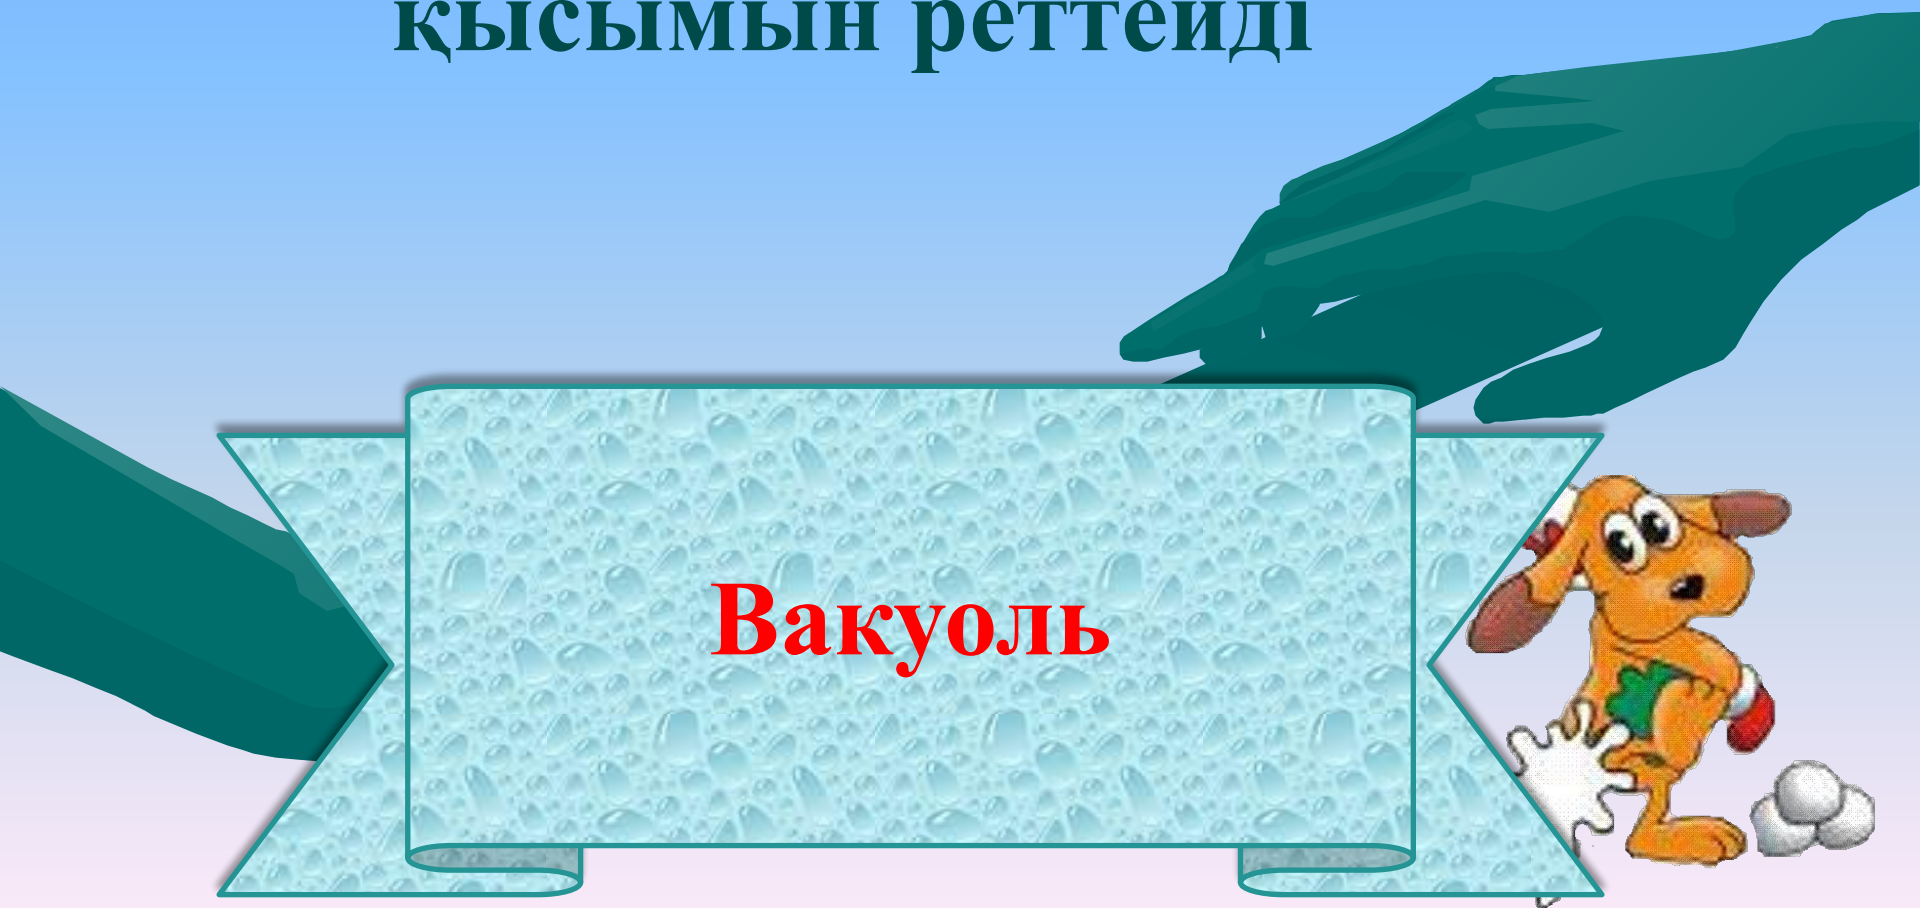 қысымын реттейді
Вакуоль